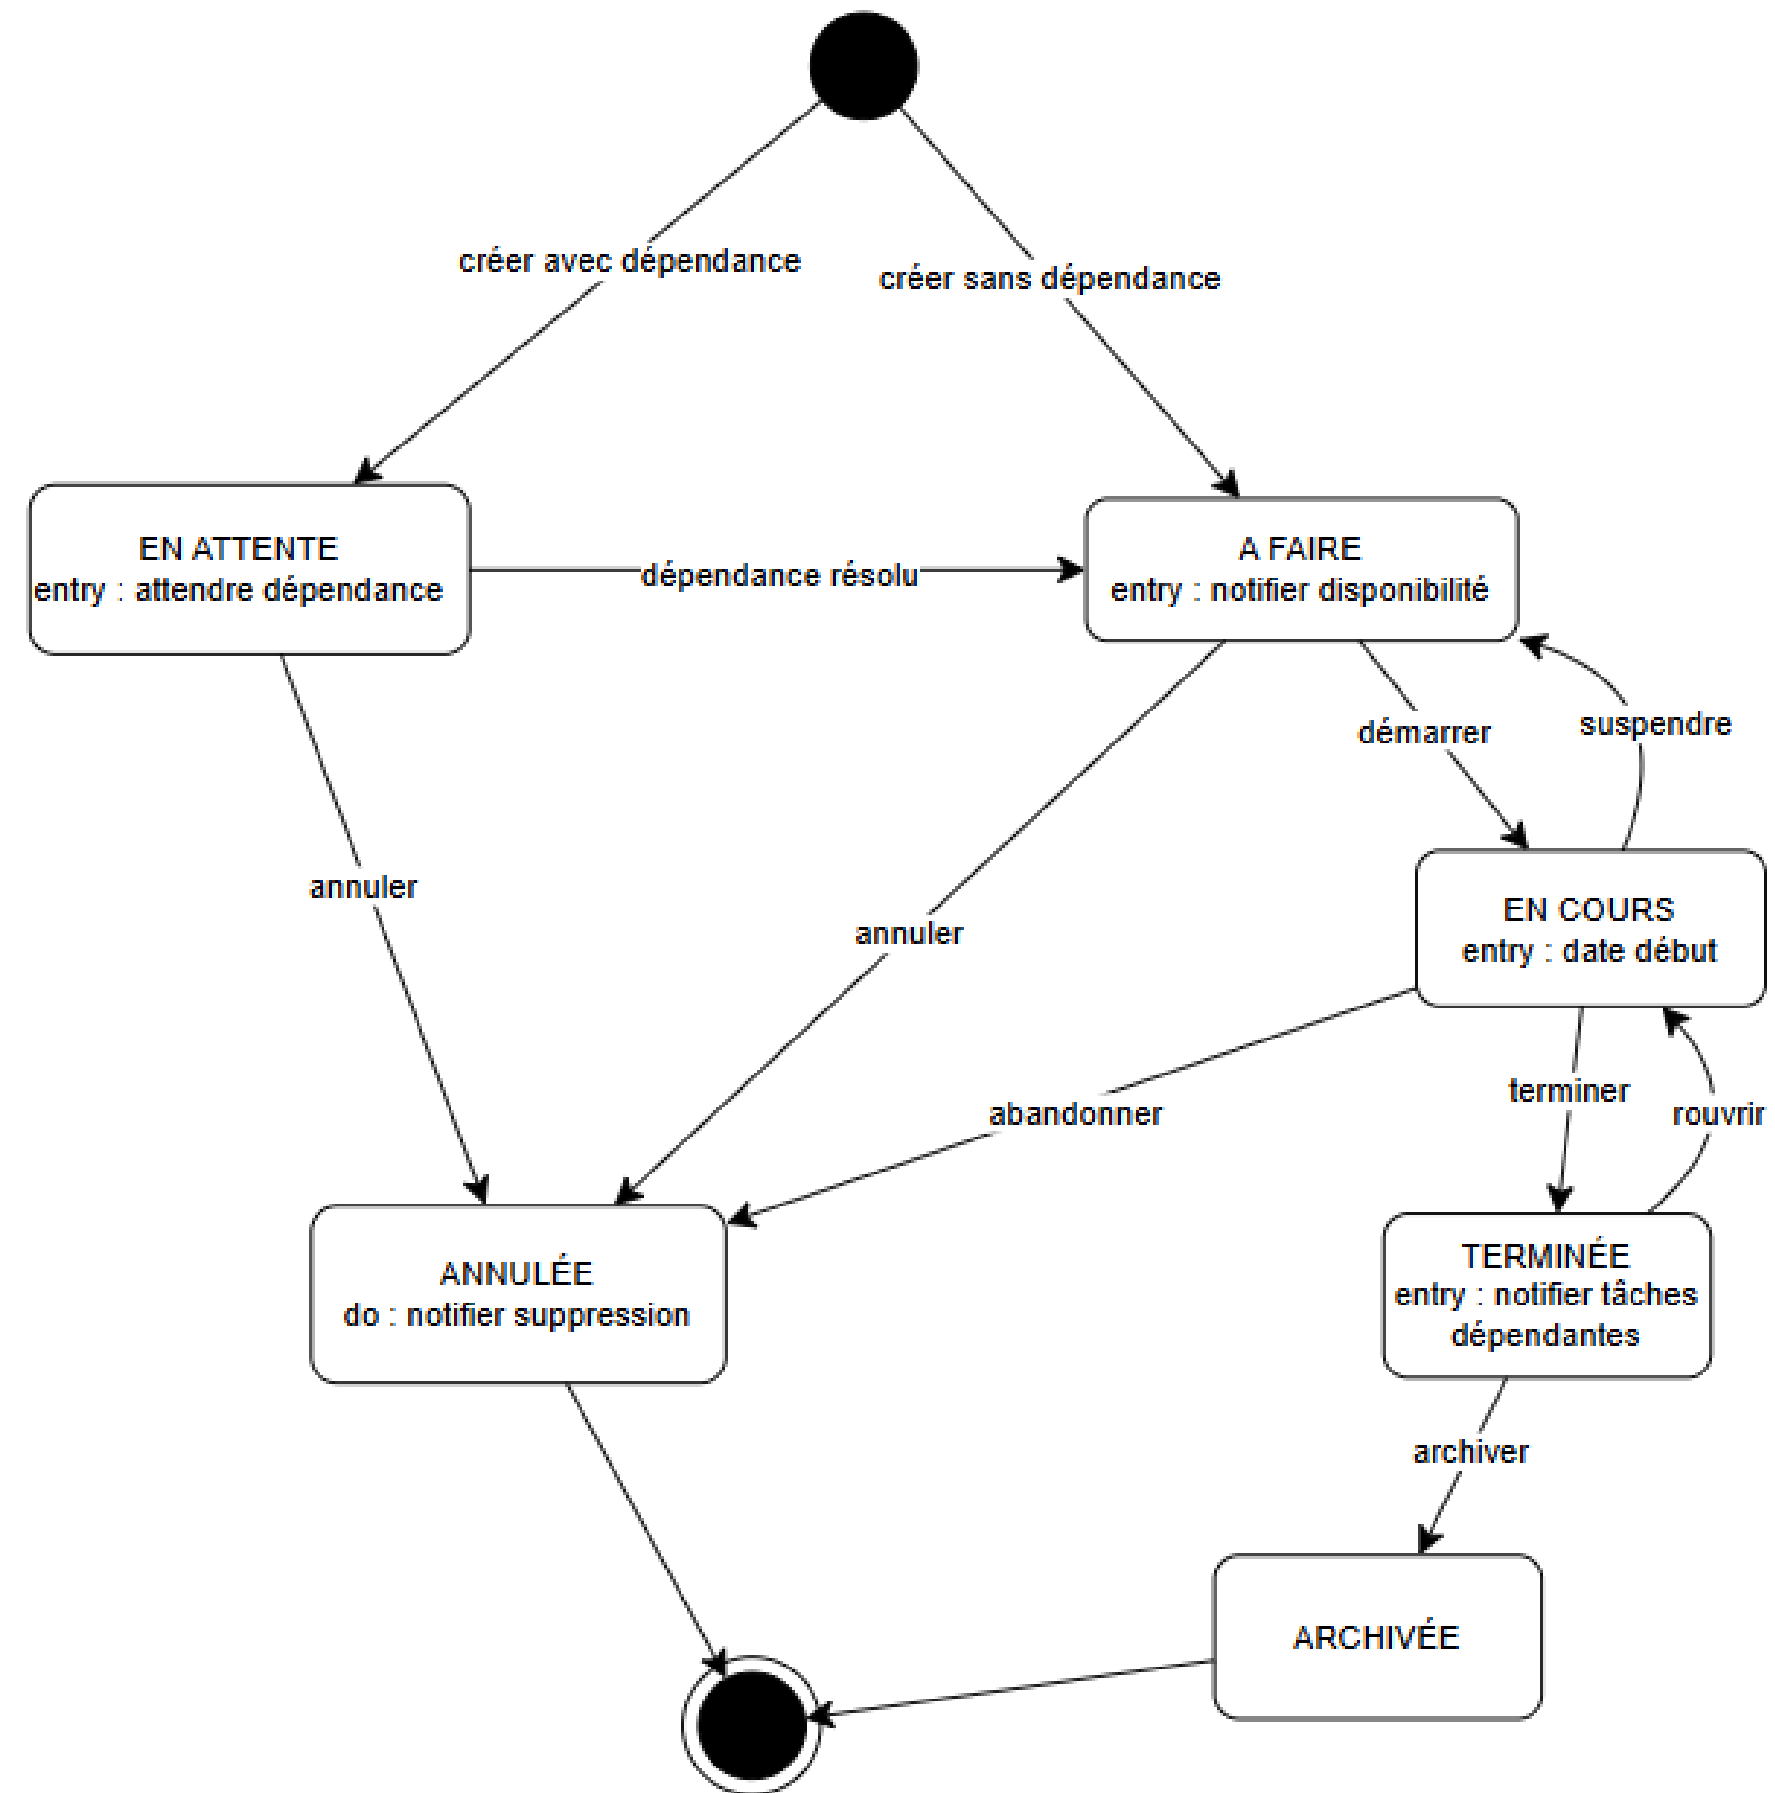 créer avec dépendance
créer sans dépendance
EN ATTENTE
entry : attendre dépendance
dépendance résolu
A FAIRE
entry : notifier disponibilité
démarrer
suspendre
annuler
annuler
EN COURS
entry : date début
abandonner
terminer
rouvrir
ANNULÉE
do : notifier suppression
TERMINÉE
entry : notifier tâches
dépendantes
archiver
ARCHIVÉE